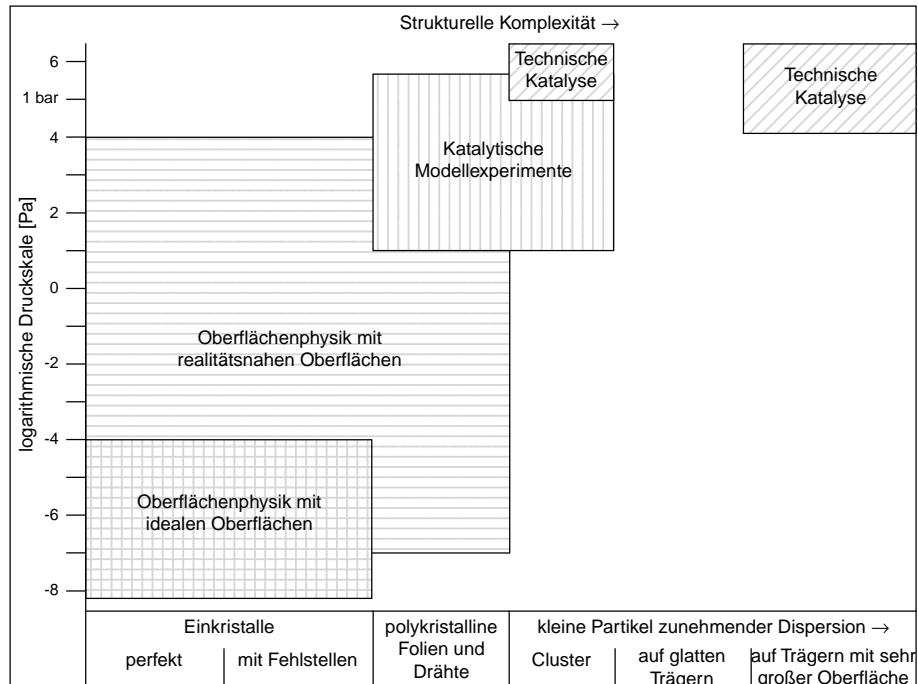 Strukturelle Komplexität →
logarithmische Druckskale [Pa]
6
1 bar
4
2
0
-2
-4
-6
-8
Technische
Katalyse
Technische
Katalyse
Katalytische
Modellexperimente
Oberflächenphysik mit
realitätsnahen Oberflächen
Oberflächenphysik mit
idealen Oberflächen
Einkristalle
perfekt
mit Fehlstellen
polykristalline
Folien und
Drähte
kleine Partikel zunehmender Dispersion →
Cluster
auf glatten
Trägern
auf Trägern mit sehr
großer Oberfläche